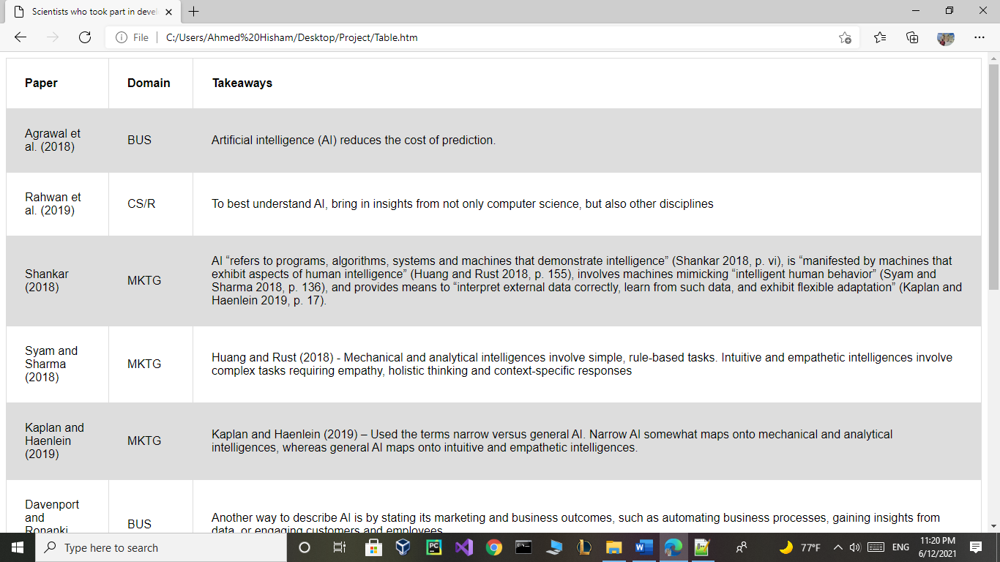 Scientists who took part in devel
File
C:/Users/Ahmed%20Hisham/Desktop/Project/Table.htm
Paper
Domain
Takeaways
Agrawal et
al. (2018)
BUS
Artificial intelligence (AI) reduces the cost of prediction.
Rahwan et
al. (2019)
CS/R
To best understand AI, bring in insights from not only computer science, but also other disciplines
Shankar
(2018)
MKTG
AI “refers to programs, algorithms, systems and machines that demonstrate intelligence” (Shankar 2018, p. vi), is “manifested by machines that
exhibit aspects of human intelligence” (Huang and Rust 2018, p. 155), involves machines mimicking “intelligent human behavior” (Syam and
Sharma 2018, p. 136), and provides means to “interpret external data correctly, learn from such data, and exhibit flexible adaptation” (Kaplan and
Haenlein 2019, p. 17).
Syam and
Sharma
(2018)
MKTG
Huang and Rust (2018) - Mechanical and analytical intelligences involve simple, rule-based tasks. Intuitive and empathetic intelligences involve
complex tasks requiring empathy, holistic thinking and context-specific responses
Kaplan and
Haenlein
(2019)
MKTG
Kaplan and Haenlein (2019) – Used the terms narrow versus general AI. Narrow AI somewhat maps onto mechanical and analytical
intelligences, whereas general AI maps onto intuitive and empathetic intelligences.
Davenport
and
Ronanki
BUS
Another way to describe AI is by stating its marketing and business outcomes, such as automating business processes, gaining insights from
data, or engaging customers and employees
Type here to search
PC
77°F
ENG
11:20 PM
6/12/2021